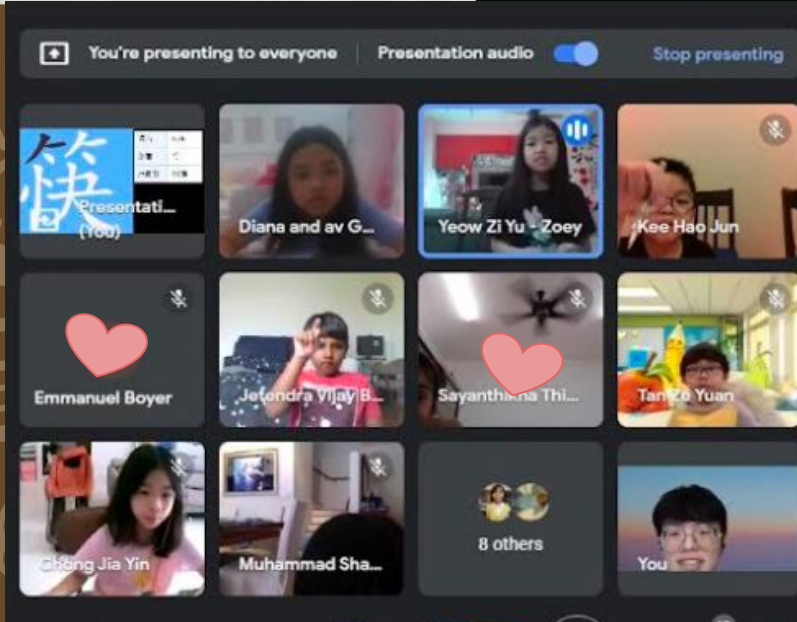 You're presenting to everyone Presentation audio Stop presenting
筷
Presentati...
(You)
Diana and av G...
Yeow Zi Yu - Zoey
Kee Hao Jun
Emmanuel Boyer
Jetendra Vijay B...
Sayanthikha Thi...
Tan Ze Yuan
Chong Jia Yin
Muhammad Sha...
8 others
You